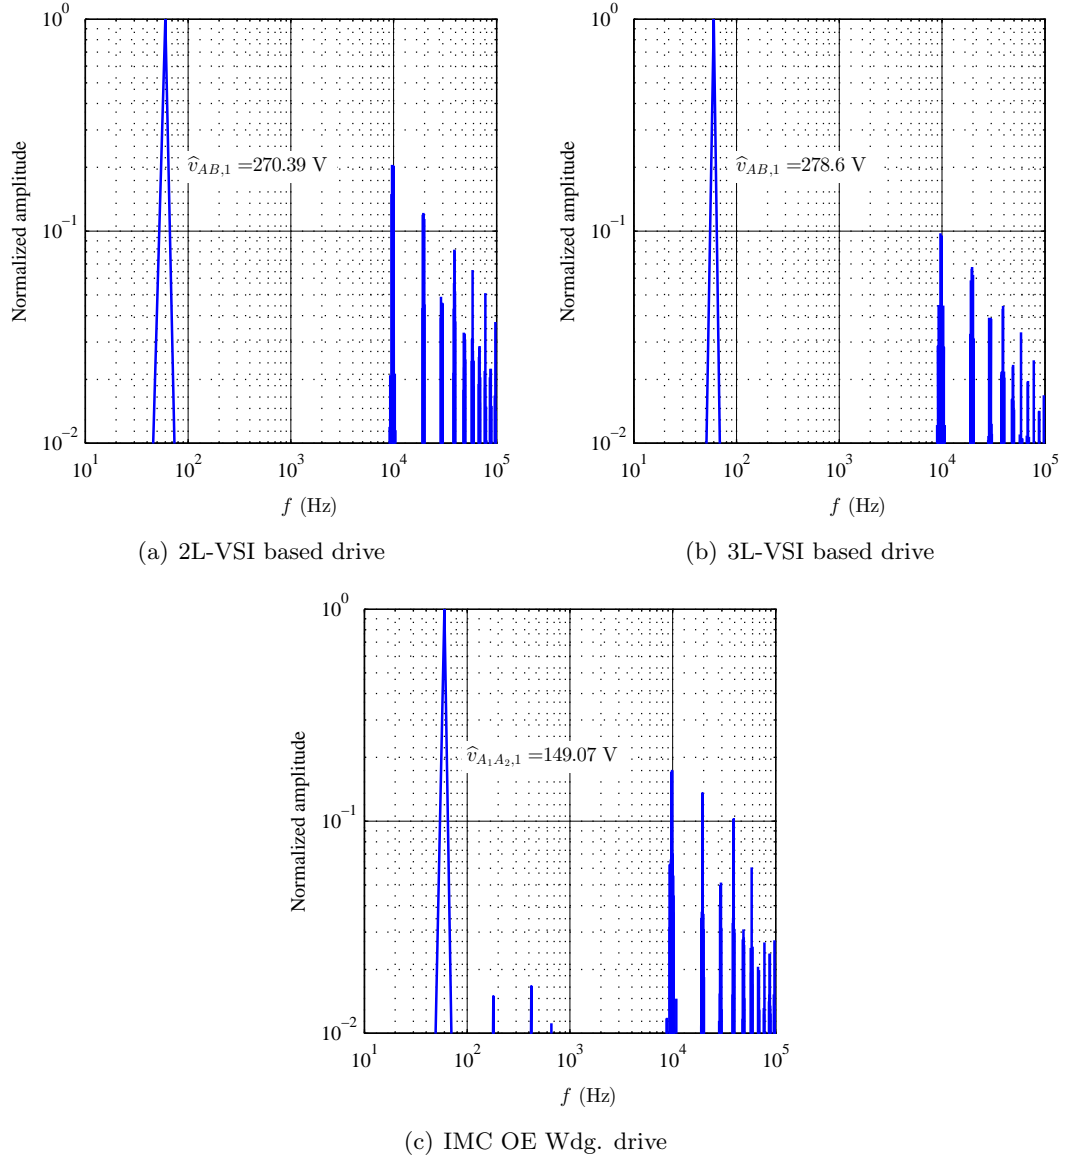 10^0
10^-1
10^-2
Normalized amplitude
v̂_{AB,1} =270.39 V
10^1 10^2 10^3 10^4 10^5
f (Hz)
(a) 2L-VSI based drive
10^0
10^-1
10^-2
Normalized amplitude
v̂_{AB,1} =278.6 V
10^1 10^2 10^3 10^4 10^5
f (Hz)
(b) 3L-VSI based drive
10^0
10^-1
10^-2
Normalized amplitude
v̂_{A_1A_2,1} =149.07 V
10^1 10^2 10^3 10^4 10^5
f (Hz)
(c) IMC OE Wdg. drive